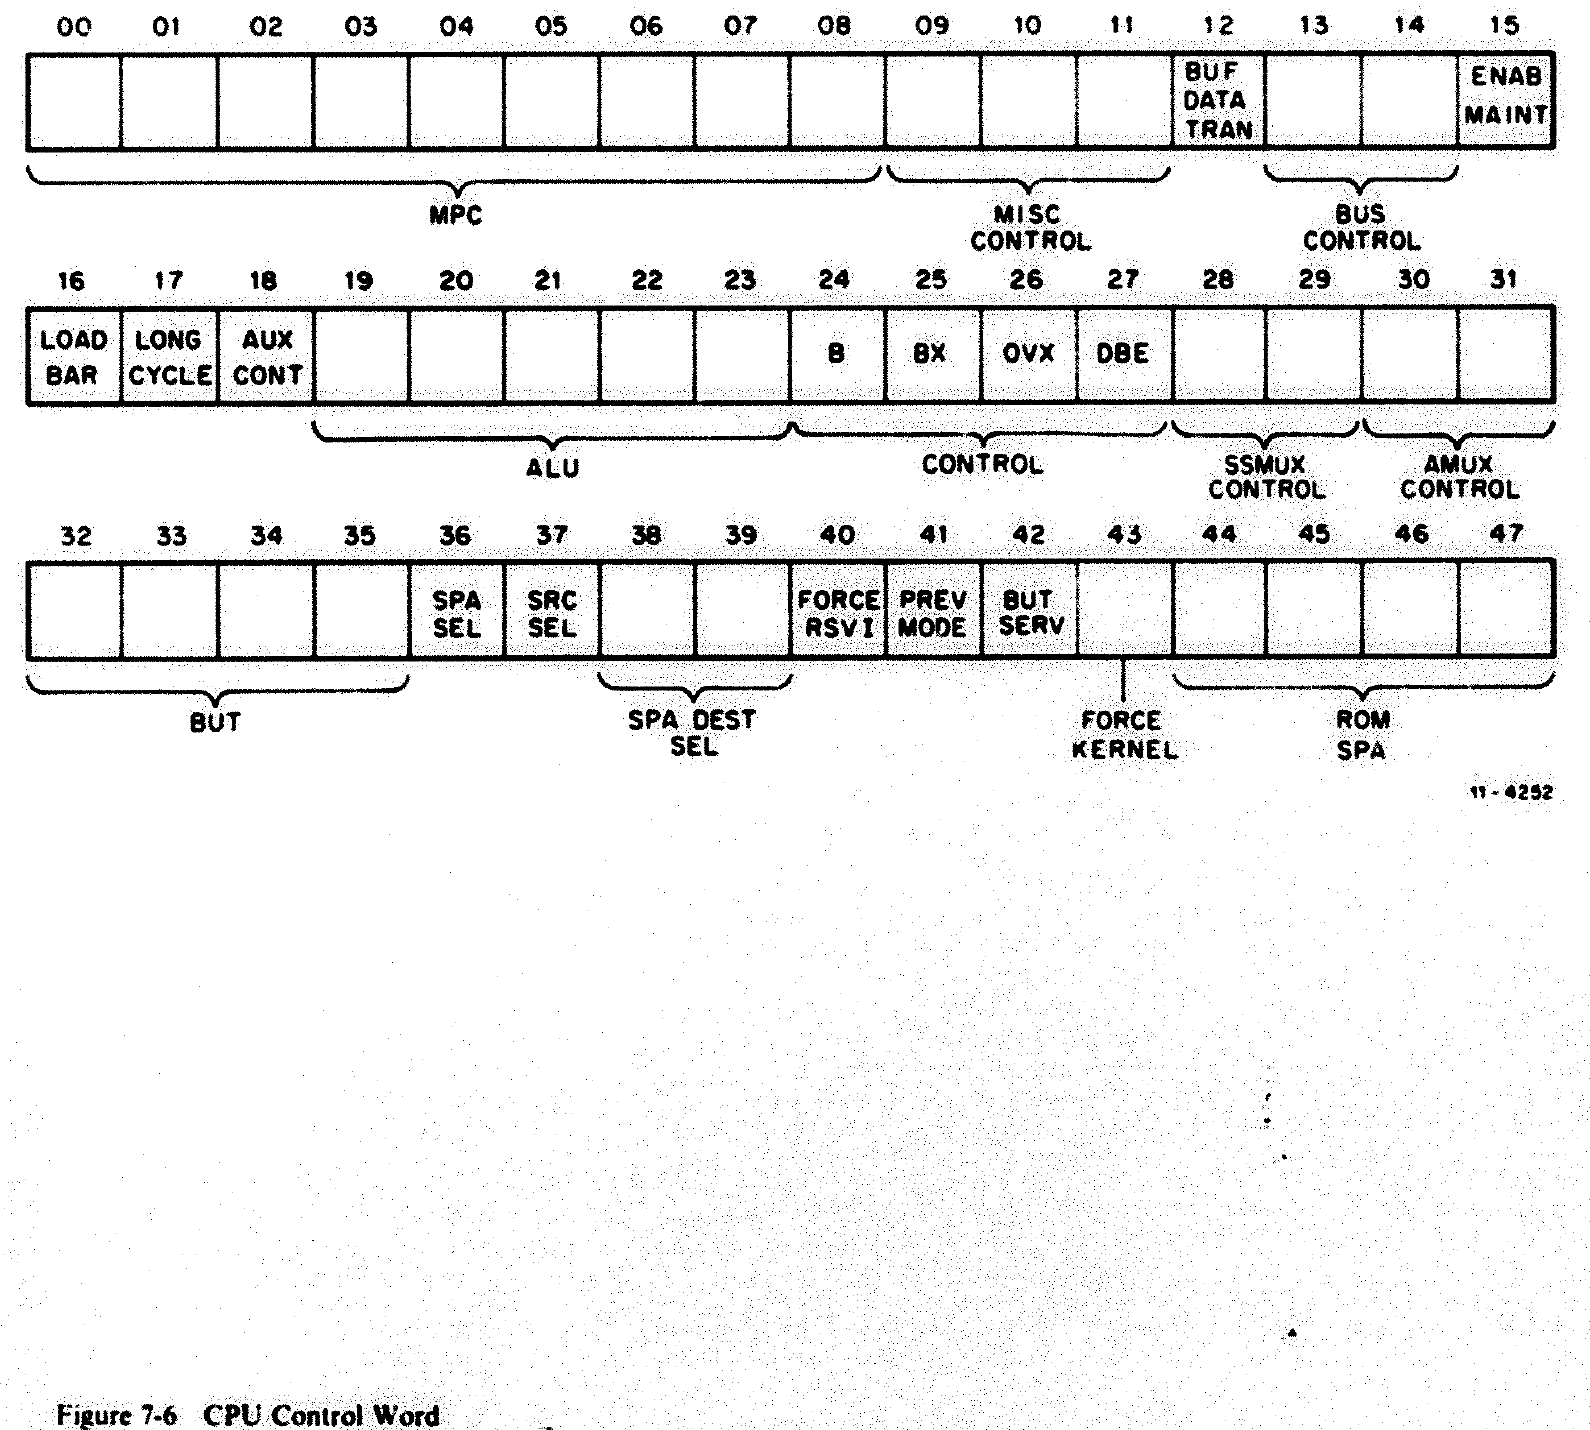 00 01 02 03 04 05 06 07 08 09 10 11 12 13 14 15
BUF ENAB
DATA
MAINT
TRAN
MPC MISC BUS
CONTROL CONTROL
16 17 18 19 20 21 22 23 24 25 26 27 28 29 30 31
LOAD LONG AUX B BX OVX DBE
BAR CYCLE CONT
ALU CONTROL SSMUX AMUX
CONTROL CONTROL
32 33 34 35 36 37 38 39 40 41 42 43 44 45 46 47
SPA SRC FORCE PREV BUT
SEL SEL RSVI MODE SERV
BUT SPA DEST FORCE ROM
SEL KERNEL SPA
11-4252
Figure 7-6 CPU Control Word